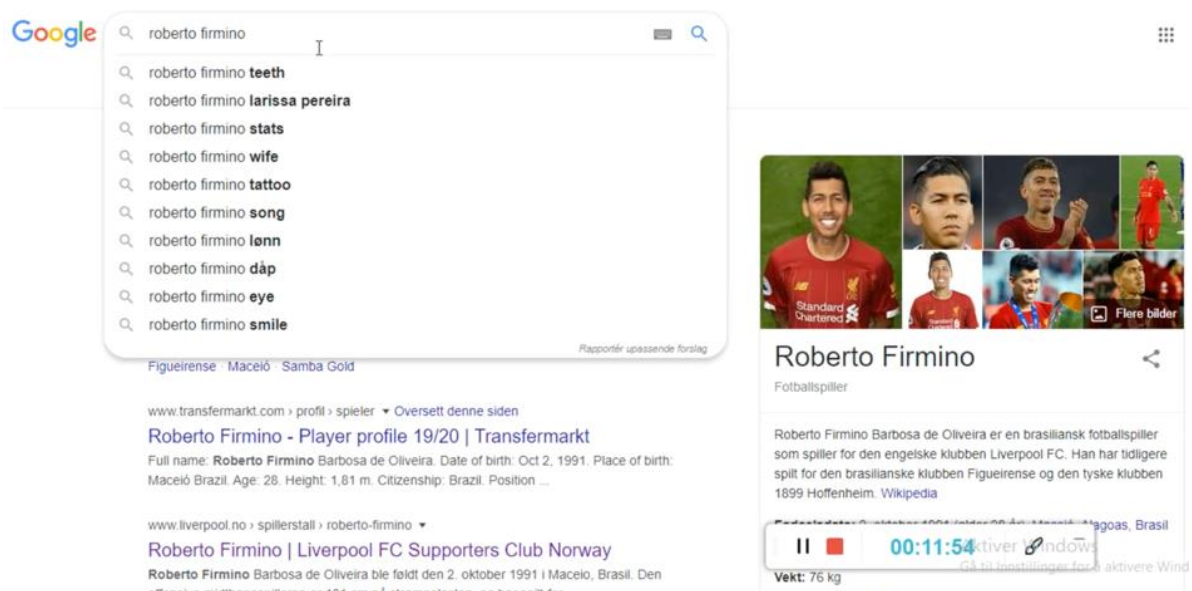 Google
roberto firmino
roberto firmino teeth
roberto firmino larissa pereira
roberto firmino stats
roberto firmino wife
roberto firmino tattoo
roberto firmino song
roberto firmino lønn
roberto firmino dåp
roberto firmino eye
roberto firmino smile
Rapportér upassende forslag
Figueirense · Maceió · Samba Gold
www.transfermarkt.com › profil › spieler ▾ Oversett denne siden
Roberto Firmino - Player profile 19/20 | Transfermarkt
Full name: Roberto Firmino Barbosa de Oliveira. Date of birth: Oct 2, 1991. Place of birth:
Maceió Brazil. Age: 28. Height: 1,81 m. Citizenship: Brazil. Position ...
www.liverpool.no › spillerstall › roberto-firmino ▾
Roberto Firmino | Liverpool FC Supporters Club Norway
Roberto Firmino Barbosa de Oliveira ble født den 2. oktober 1991 i Maceio, Brasil. Den
Standard
Chartered
Flere bilder
Roberto Firmino
Fotballspiller
Roberto Firmino Barbosa de Oliveira er en brasiliansk fotballspiller
som spiller for den engelske klubben Liverpool FC. Han har tidligere
spilt for den brasilianske klubben Figueirense og den tyske klubben
1899 Hoffenheim. Wikipedia
Brasil
00:11:54
Aktiver Windows
Gå til Innstillinger for å aktivere Wind
Vekt: 76 kg